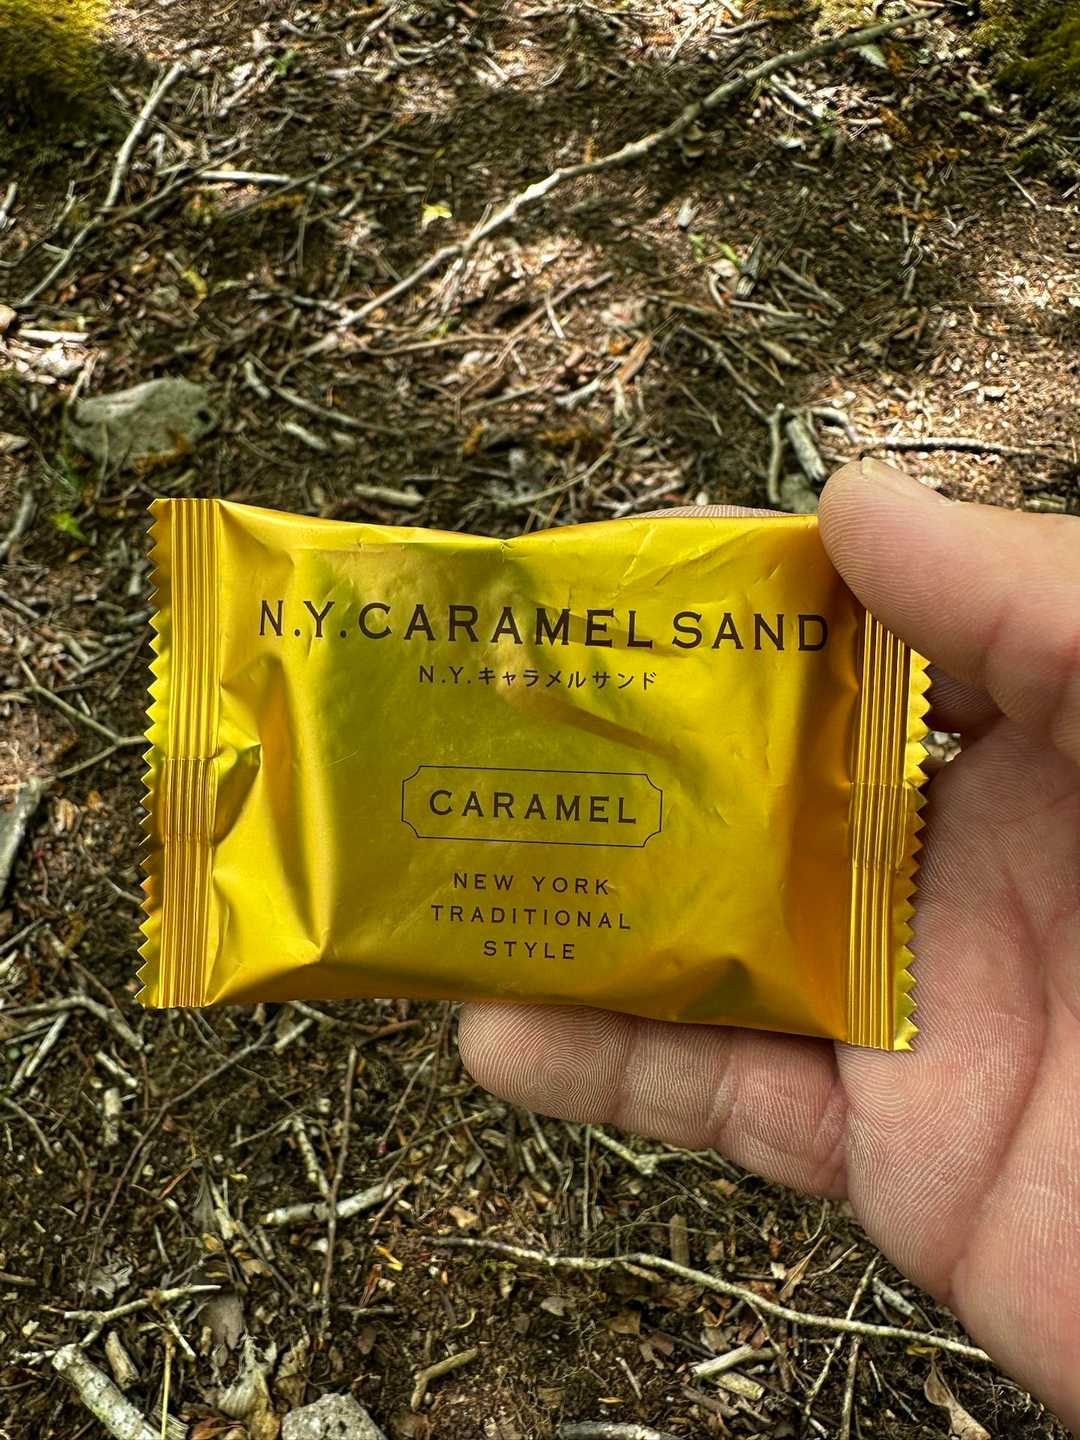 N.Y.CARAMEL SAND
N.Y.キャラメルサンド
CARAMEL
NEW YORK
TRADITIONAL
STYLE